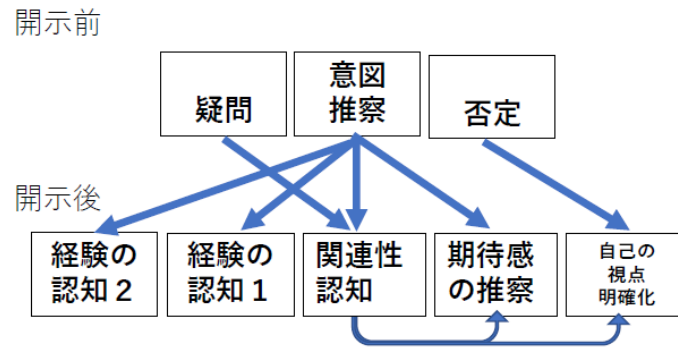 開示前
疑問
意図
推察
否定
開示後
経験の
認知２
経験の
認知１
関連性
認知
期待感
の推察
自己の
視点
明確化